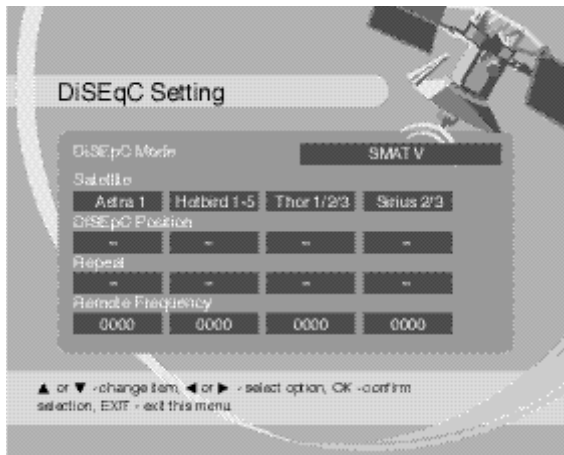 DiSEqC Setting
DiSEpC Mode SMATV
Satellite
Astra 1 Hotbird 1-5 Thor 1/2/3 Sirius 2/3
DiSEpC Position
- - - -
Repeat
- - - -
Remote Frequency
0000 0000 0000 0000
▲ or ▼ -change item, ◀ or ▶ - select option, OK -confirm
selection, EXIT - exit this menu